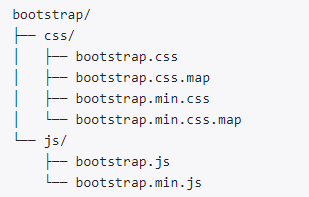 bootstrap/
├── css/
│   ├── bootstrap.css
│   ├── bootstrap.css.map
│   ├── bootstrap.min.css
│   └── bootstrap.min.css.map
└── js/
    ├── bootstrap.js
    └── bootstrap.min.js